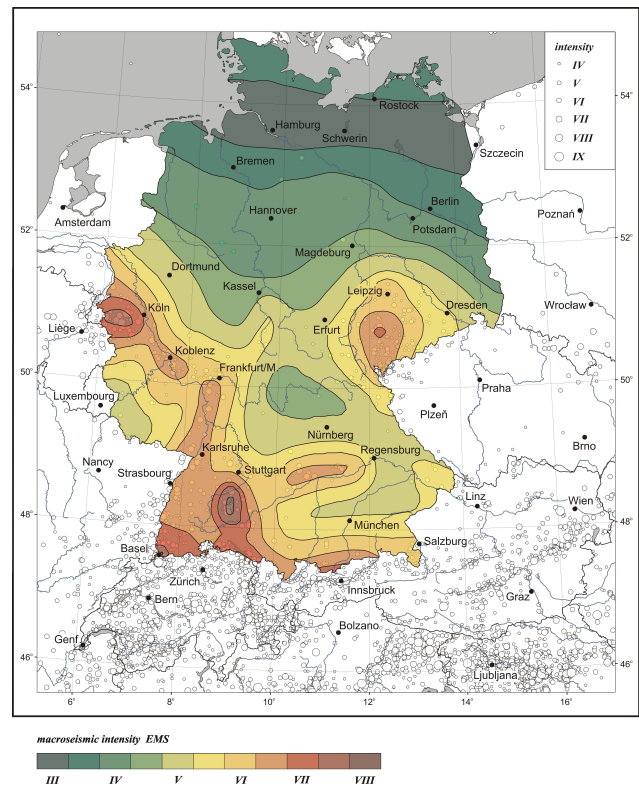 intensity
IV
V
VI
VII
VIII
IX
54°
54°
Rostock
Hamburg
Schwerin
Szczecin
Bremen
Amsterdam
Hannover
Berlin
Potsdam
Poznań
52°
52°
Magdeburg
Dortmund
Kassel
Leipzig
Dresden
Wrocław
Köln
Liège
Erfurt
Koblenz
Frankfurt/M.
50°
50°
Luxembourg
Praha
Plzeň
Nürnberg
Brno
Karlsruhe
Regensburg
Nancy
Strasbourg
Stuttgart
Linz
Wien
48°
48°
München
Salzburg
Basel
Zürich
Innsbruck
Bern
Graz
Bolzano
Genf
46°
46°
Ljubljana
6°
8°
10°
12°
14°
16°
macroseismic intensity EMS
III IV V VI VII VIII